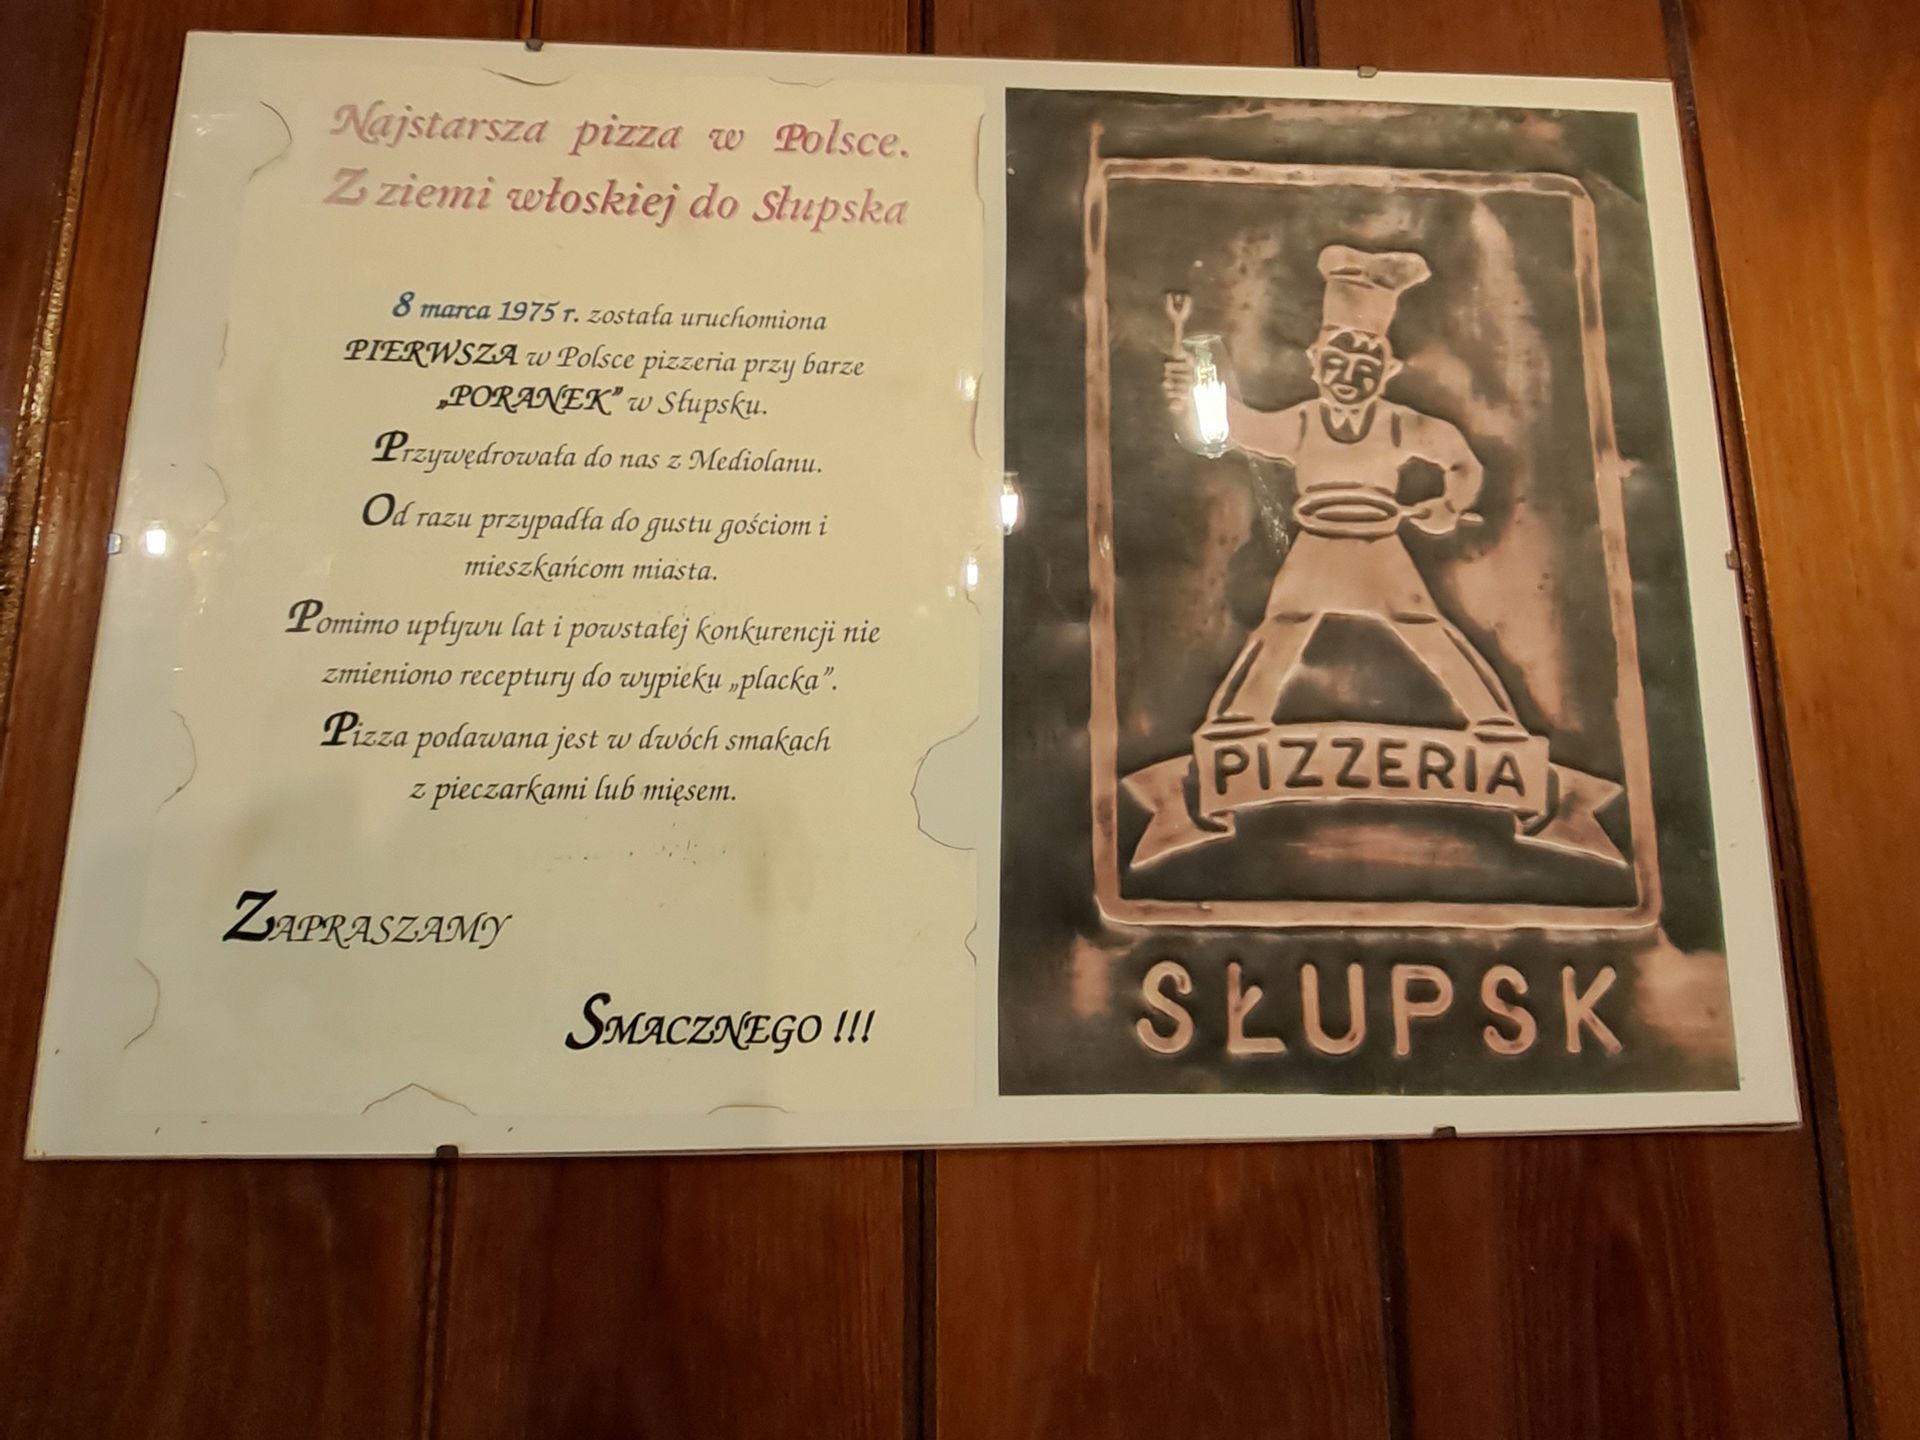 Najstarsza pizza w Polsce.
Z ziemi włoskiej do Słupska
8 marca 1975 r. została uruchomiona
PIERWSZA w Polsce pizzeria przy barze
„PORANEK” w Słupsku.
Przywędrowała do nas z Mediolanu.
Od razu przypadła do gustu gościom i
mieszkańcom miasta.
Pomimo upływu lat i powstałej konkurencji nie
zmieniono receptury do wypieku „placka”.
Pizza podawana jest w dwóch smakach
z pieczarkami lub mięsem.
ZAPRASZAMY
SMACZNEGO !!!
PIZZERIA
SŁUPSK